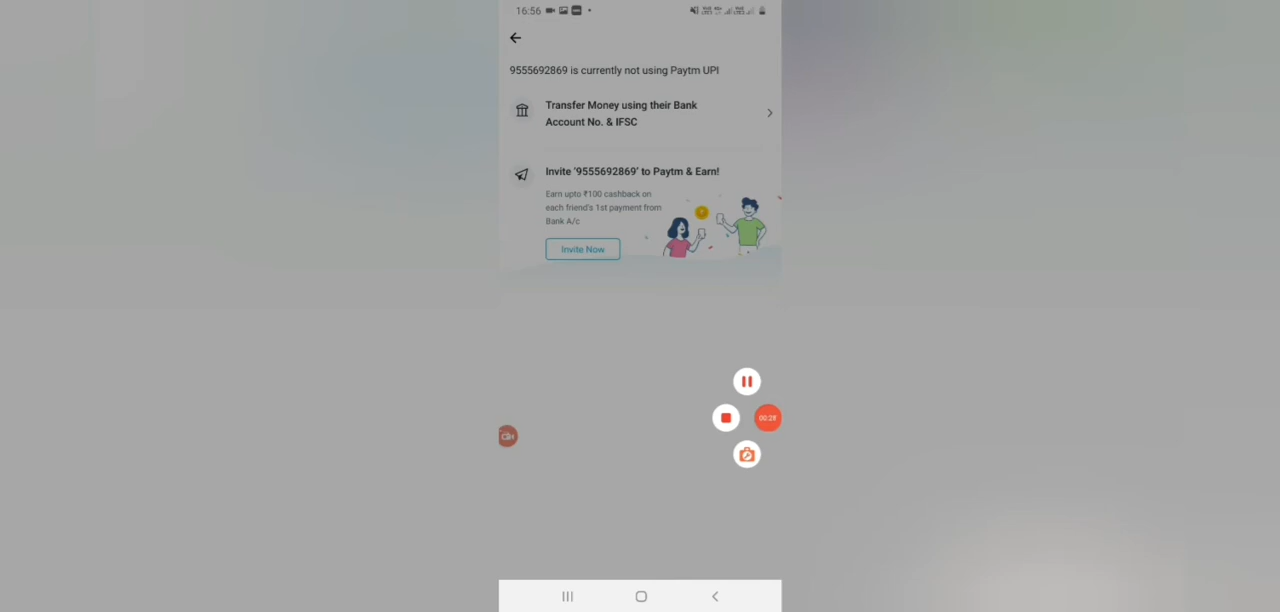 16:56
9555692869 is currently not using Paytm UPI
Transfer Money using their Bank
Account No. & IFSC
Invite '9555692869' to Paytm & Earn!
Earn upto ₹100 cashback on
each friend's 1st payment from
Bank A/c
Invite Now